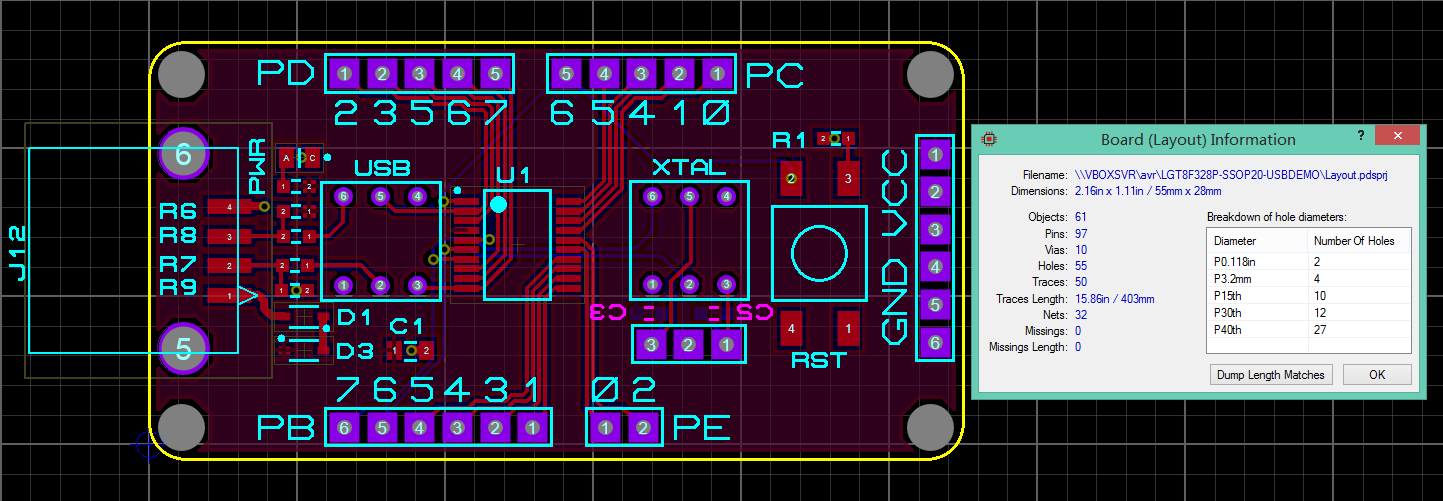 PD 1 2 3 4 5
5 4 3 2 1 PC
2 3 5 6 7
6 5 4 1 0
R1 2 1
2 3
6
PWR
A C
USB
U1
XTAL
VCC
GND
1
2
3
4
5
6
J12
R6 4
R8 3
R7 2
R9 1
2 1
2 1
2 1
2 1
1 2
6 5 4
1 2 3
6 5 4
1 2 3
5
D1
D3
C1
1 2
C3
C2
3 2 1
4 1
RST
7 6 5 4 3 1
0 2
PB 6 5 4 3 2 1
1 2 PE
Board (Layout) Information
?
Filename: \\\VBOXSVR\avr\LGT8F328P-SSOP20-USBDEMO\Layout.pdsprj
Dimensions: 2.16in x 1.11in / 55mm x 28mm
Objects: 61
Pins: 97
Vias: 10
Holes: 55
Traces: 50
Traces Length: 15.86in / 403mm
Nets: 32
Missings: 0
Missings Length: 0
Breakdown of hole diameters:
Diameter Number Of Holes
P0.118in 2
P3.2mm 4
P15th 10
P30th 12
P40th 27
Dump Length Matches
OK